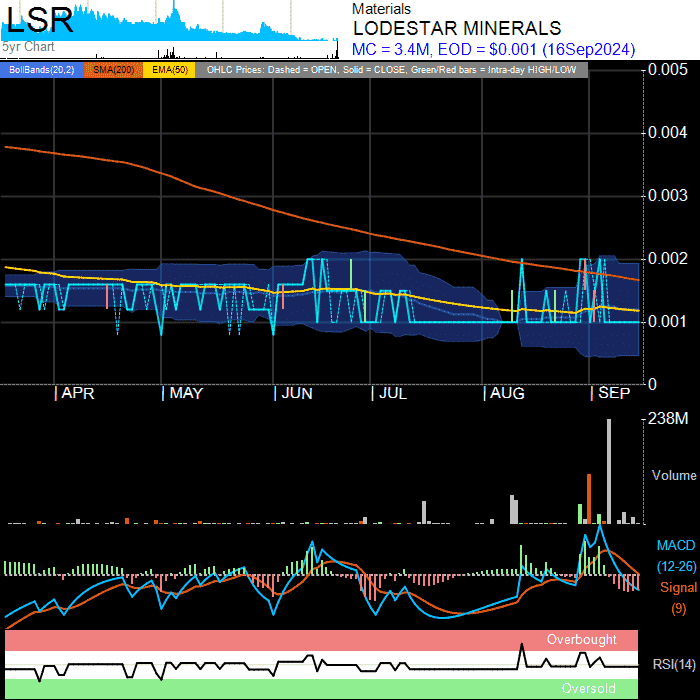 LSR
5yr Chart
Materials
LODESTAR MINERALS
MC = 3.4M, EOD = $0.001 (16Sep2024)
BollBands(20,2) SMA(200) EMA(50) OHLC Prices: Dashed = OPEN, Solid = CLOSE, Green/Red bars = Intra-day HIGH/LOW
0.005
0.004
0.003
0.002
0.001
0
| APR | MAY | JUN | JUL | AUG | SEP
238M
Volume
MACD
(12-26)
Signal
(9)
Overbought
RSI(14)
Oversold